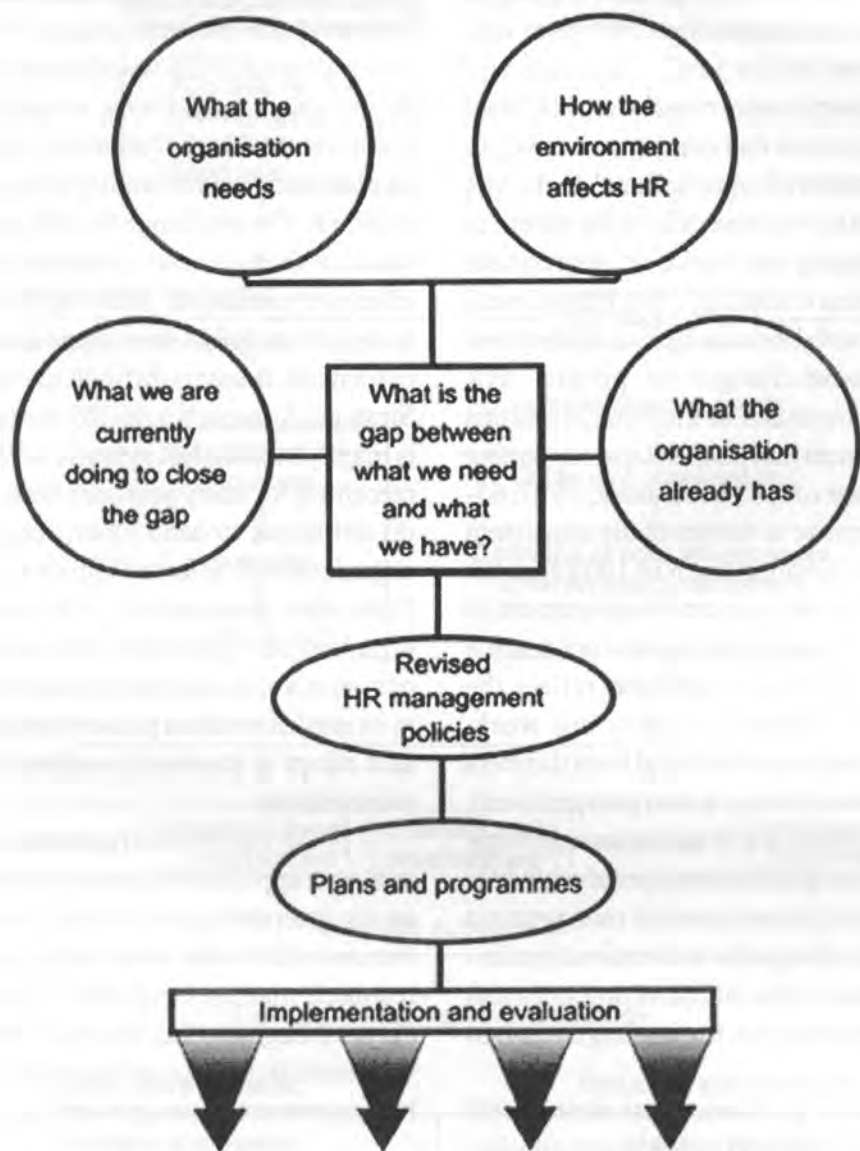 What the
organisation
needs
How the
environment
affects HR
What we are
currently
doing to close
the gap
What is the
gap between
what we need
and what
we have?
What the
organisation
already has
Revised
HR management
policies
Plans and programmes
Implementation and evaluation